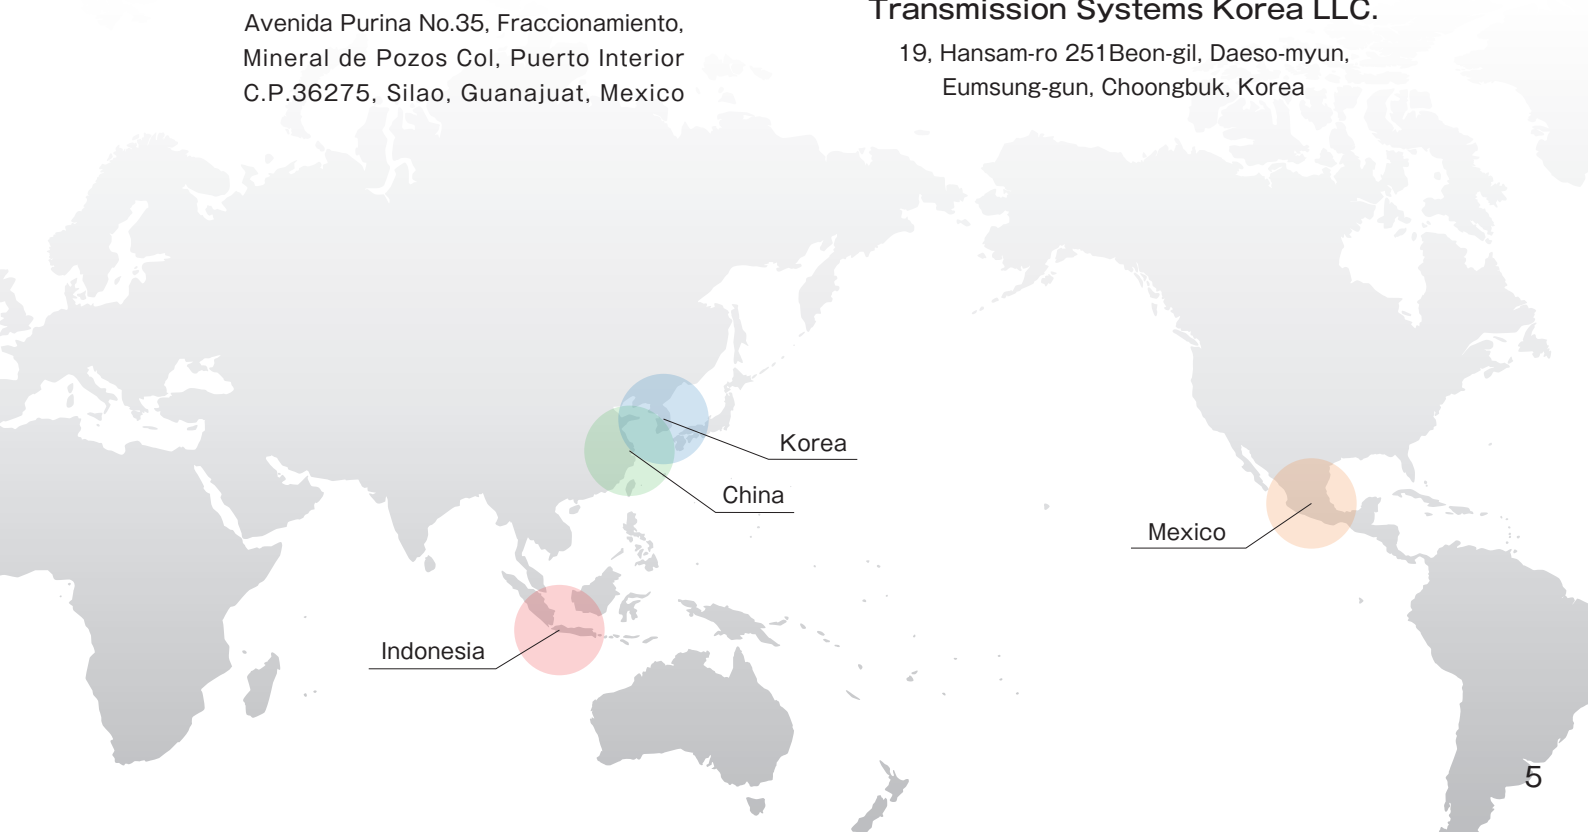 Avenida Purina No.35, Fraccionamiento,
Mineral de Pozos Col, Puerto Interior
C.P.36275, Silao, Guanajuat, Mexico
Transmission Systems Korea LLC.
19, Hansam-ro 251Beon-gil, Daeso-myun,
Eumsung-gun, Choongbuk, Korea
Korea
China
Mexico
Indonesia
5